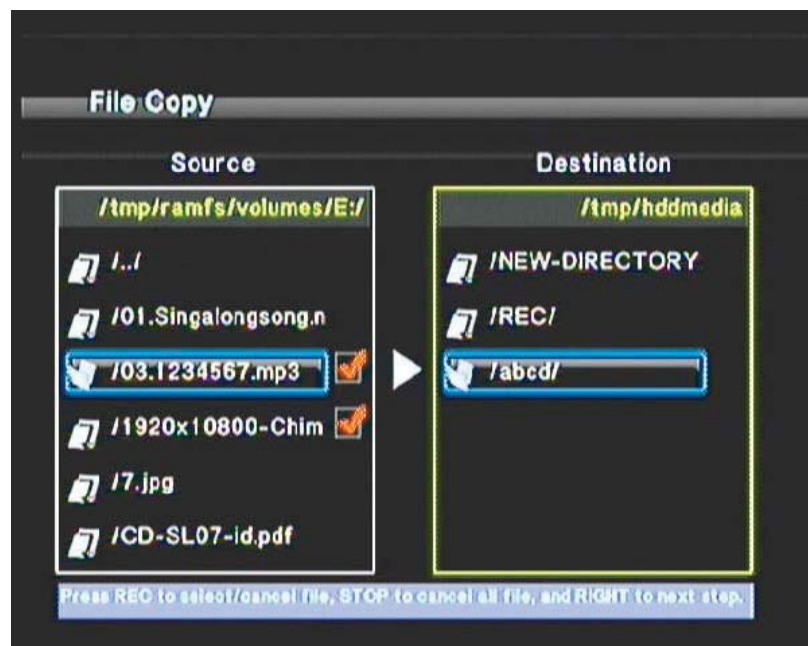 File Copy
Source
Destination
/tmp/ramfs/volumes/E:/
/../
/01.Singalongsong.n
/03.1234567.mp3
/1920x10800-Chim
/7.jpg
/CD-SL07-id.pdf
/tmp/hddmedia
/NEW-DIRECTORY
/REC/
/abcd/
Press REC to select/cancel file, STOP to cancel all file, and RIGHT to next step.